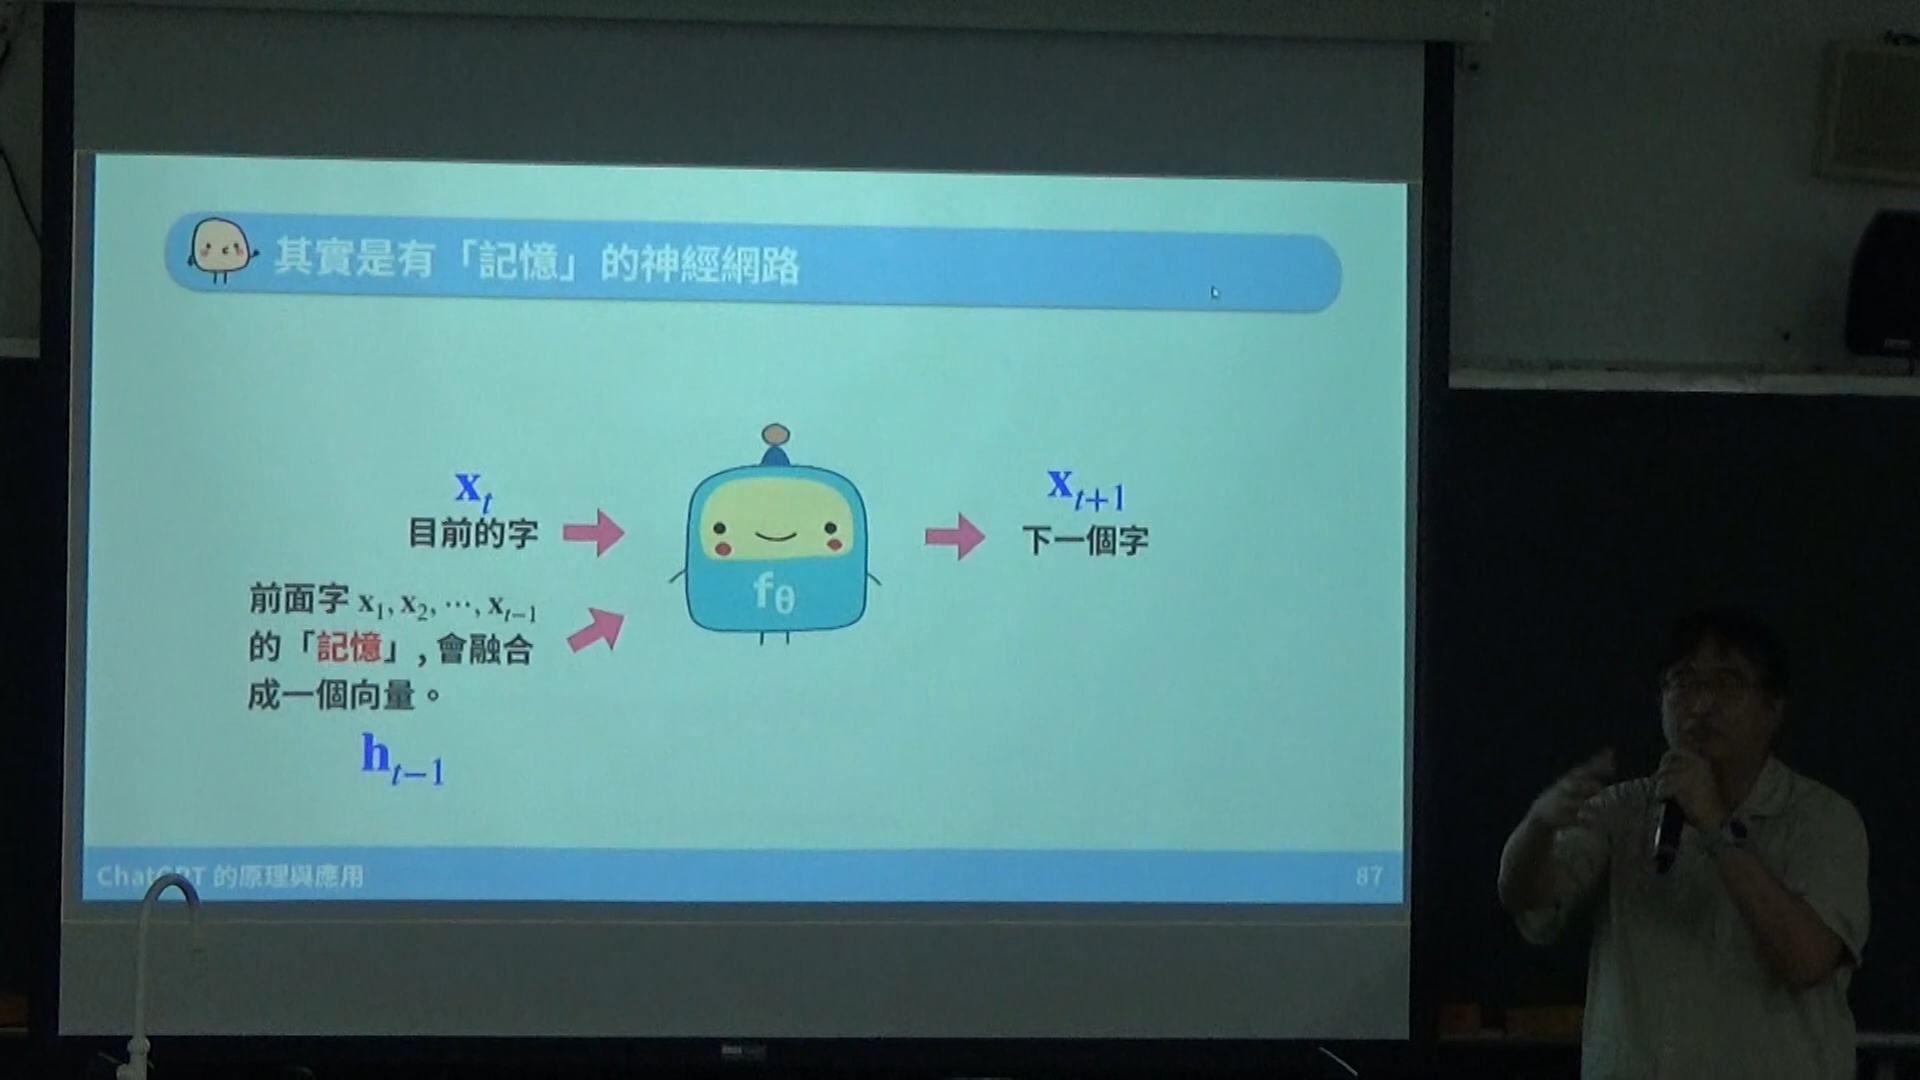 其實是有「記憶」的神經網路
x_t
目前的字
x_{t+1}
下一個字
f_θ
前面字 x_1, x_2, ⋯, x_{t−1}
的「記憶」, 會融合
成一個向量。
h_{t−1}
ChatGPT 的原理與應用
87